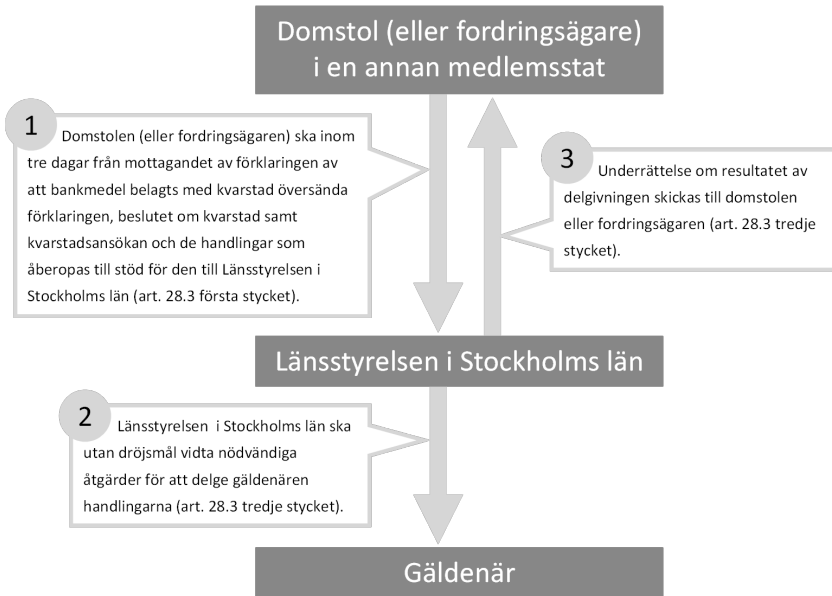 Domstol (eller fordringsägare)
i en annan medlemsstat
1
Domstolen (eller fordringsägaren) ska inom
tre dagar från mottagandet av förklaringen av
att bankmedel belagts med kvarstad översända
förklaringen, beslutet om kvarstad samt
kvarstadsansökan och de handlingar som
åberopas till stöd för den till Länsstyrelsen i
Stockholms län (art. 28.3 första stycket).
3
Underrättelse om resultatet av
delgivningen skickas till domstolen
eller fordringsägaren (art. 28.3 tredje
stycket).
Länsstyrelsen i Stockholms län
2
Länsstyrelsen i Stockholms län ska
utan dröjsmål vidta nödvändiga
åtgärder för att delge gäldenären
handlingarna (art. 28.3 tredje stycket).
Gäldenär